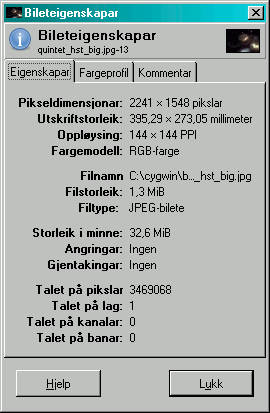 Bileteigenskapar
Bileteigenskapar
quintet_hst_big.jpg-13
Eigenskapar Fargeprofil Kommentar
Pikseldimensjonar: 2241 × 1548 pikslar
Utskriftstorleik: 395,29 × 273,05 millimeter
Oppløysing: 144 × 144 PPI
Fargemodell: RGB-farge
Filnamn C:\cygwin\b..._hst_big.jpg
Filstorleik: 1,3 MiB
Filtype: JPEG-bilete
Storleik i minne: 32,6 MiB
Angringar: Ingen
Gjentakingar: Ingen
Talet på pikslar 3469068
Talet på lag: 1
Talet på kanalar: 0
Talet på banar: 0
Hjelp Lykk